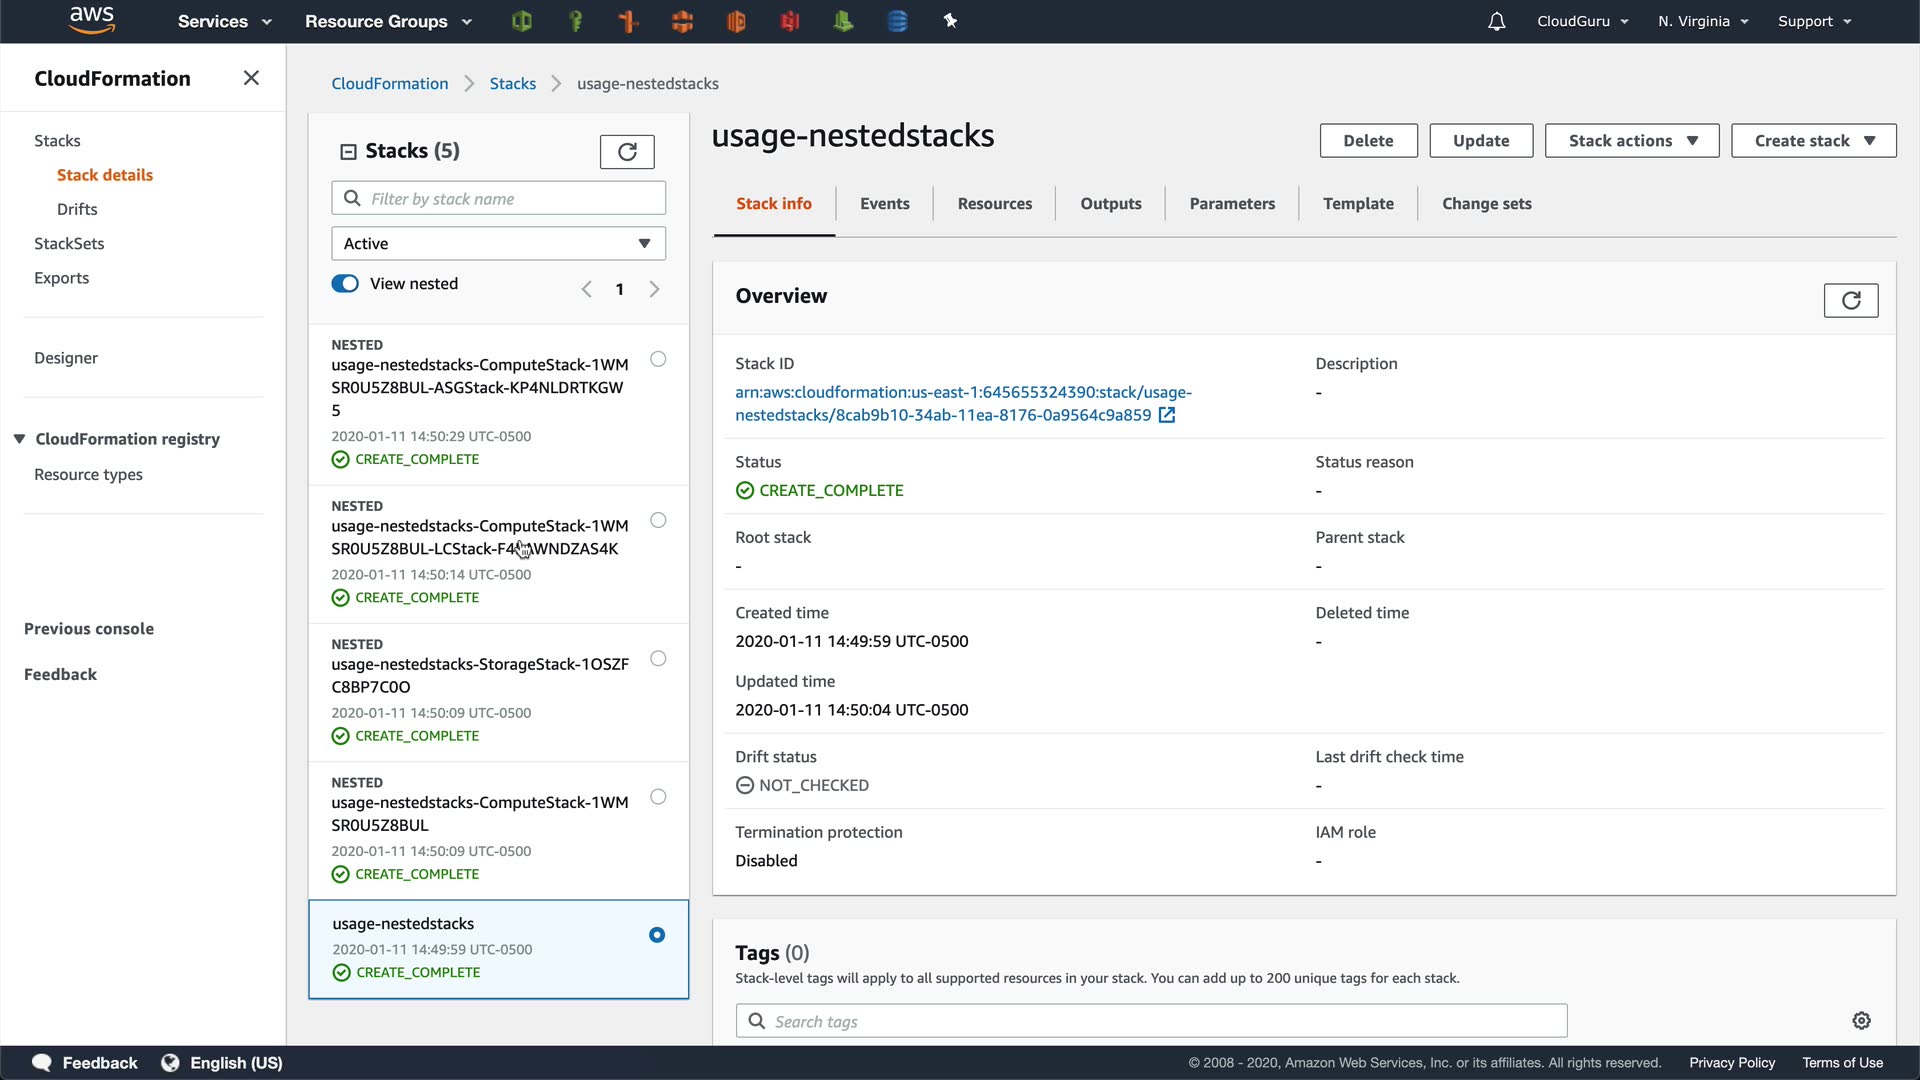 aws
Services
Resource Groups
CloudGuru
N. Virginia
Support
CloudFormation
Stacks
Stack details
Drifts
StackSets
Exports
Designer
CloudFormation registry
Resource types
Previous console
Feedback
CloudFormation
Stacks
usage-nestedstacks
Stacks (5)
Filter by stack name
Active
View nested
1
NESTED
usage-nestedstacks-ComputeStack-1WM
SR0U5Z8BUL-ASGStack-KP4NLDRTKGW
5
2020-01-11 14:50:29 UTC-0500
CREATE_COMPLETE
NESTED
usage-nestedstacks-ComputeStack-1WM
2020-01-11 14:50:14 UTC-0500
CREATE_COMPLETE
NESTED
usage-nestedstacks-StorageStack-1OSZF
C8BP7C0O
2020-01-11 14:50:09 UTC-0500
CREATE_COMPLETE
NESTED
usage-nestedstacks-ComputeStack-1WM
SR0U5Z8BUL
2020-01-11 14:50:09 UTC-0500
CREATE_COMPLETE
usage-nestedstacks
2020-01-11 14:49:59 UTC-0500
CREATE_COMPLETE
usage-nestedstacks
Delete
Update
Stack actions
Create stack
Stack info
Events
Resources
Outputs
Parameters
Template
Change sets
Overview
Stack ID
arn:aws:cloudformation:us-east-1:645655324390:stack/usage-
nestedstacks/8cab9b10-34ab-11ea-8176-0a9564c9a859
Description
-
Status
CREATE_COMPLETE
Status reason
-
Root stack
-
Parent stack
-
Created time
2020-01-11 14:49:59 UTC-0500
Deleted time
-
Updated time
2020-01-11 14:50:04 UTC-0500
Drift status
NOT_CHECKED
Last drift check time
-
Termination protection
Disabled
IAM role
-
Tags (0)
Stack-level tags will apply to all supported resources in your stack. You can add up to 200 unique tags for each stack.
Search tags
Feedback
English (US)
© 2008 - 2020, Amazon Web Services, Inc. or its affiliates. All rights reserved.
Privacy Policy
Terms of Use